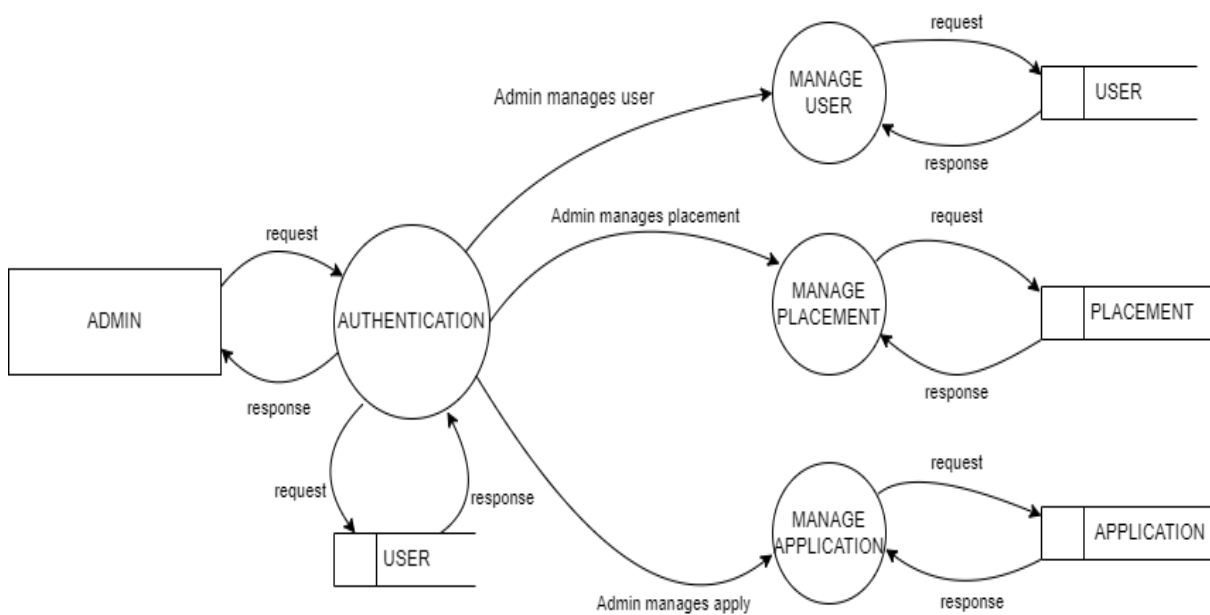 request
MANAGE
USER
USER
Admin manages user
response
Admin manages placement
request
request
MANAGE
PLACEMENT
PLACEMENT
ADMIN
AUTHENTICATION
response
response
request
request
response
MANAGE
APPLICATION
APPLICATION
USER
response
Admin manages apply